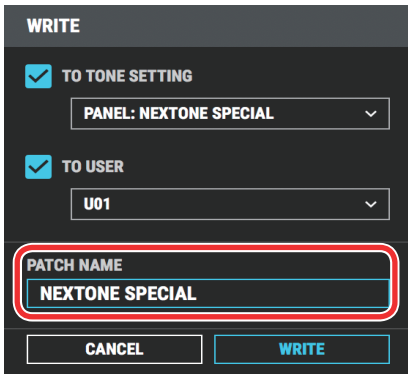 WRITE
TO TONE SETTING
PANEL: NEXTONE SPECIAL
TO USER
U01
PATCH NAME
NEXTONE SPECIAL
CANCEL WRITE